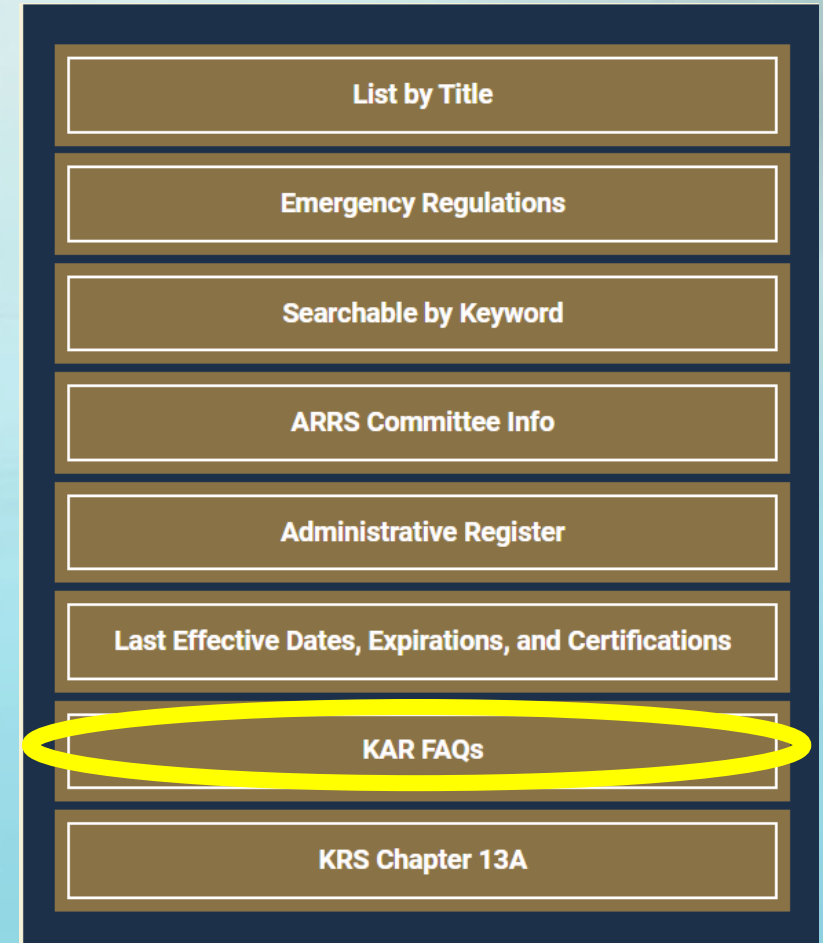 List by Title
Emergency Regulations
Searchable by Keyword
ARRS Committee Info
Administrative Register
Last Effective Dates, Expirations, and Certifications
KAR FAQs
KRS Chapter 13A